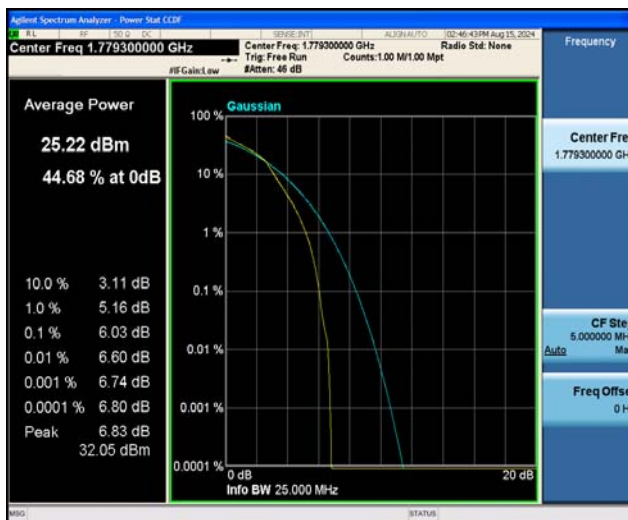 Agilent Spectrum Analyzer - Power Stat CCDF
RL RF 50 Ω DC SENSE:INT ALIGN AUTO 02:46:43 PM Aug 15, 2024
Center Freq 1.779300000 GHz
Center Freq: 1.779300000 GHz Radio Std: None
Trig: Free Run Counts:1.00 M/1.00 Mpt
#IFGain:Low #Atten: 46 dB
Frequency
Average Power
25.22 dBm
44.68 % at 0dB
10.0 % 3.11 dB
1.0 % 5.16 dB
0.1 % 6.03 dB
0.01 % 6.60 dB
0.001 % 6.74 dB
0.0001 % 6.80 dB
Peak 6.83 dB
32.05 dBm
Gaussian
100 %
10 %
1 %
0.1 %
0.01 %
0.001 %
0.0001 %
0 dB 20 dB
Info BW 25.000 MHz
Center Fre
1.779300000 GH
CF Ste
5.000000 MH
Auto Ma
Freq Offse
0 H
MSG STATUS